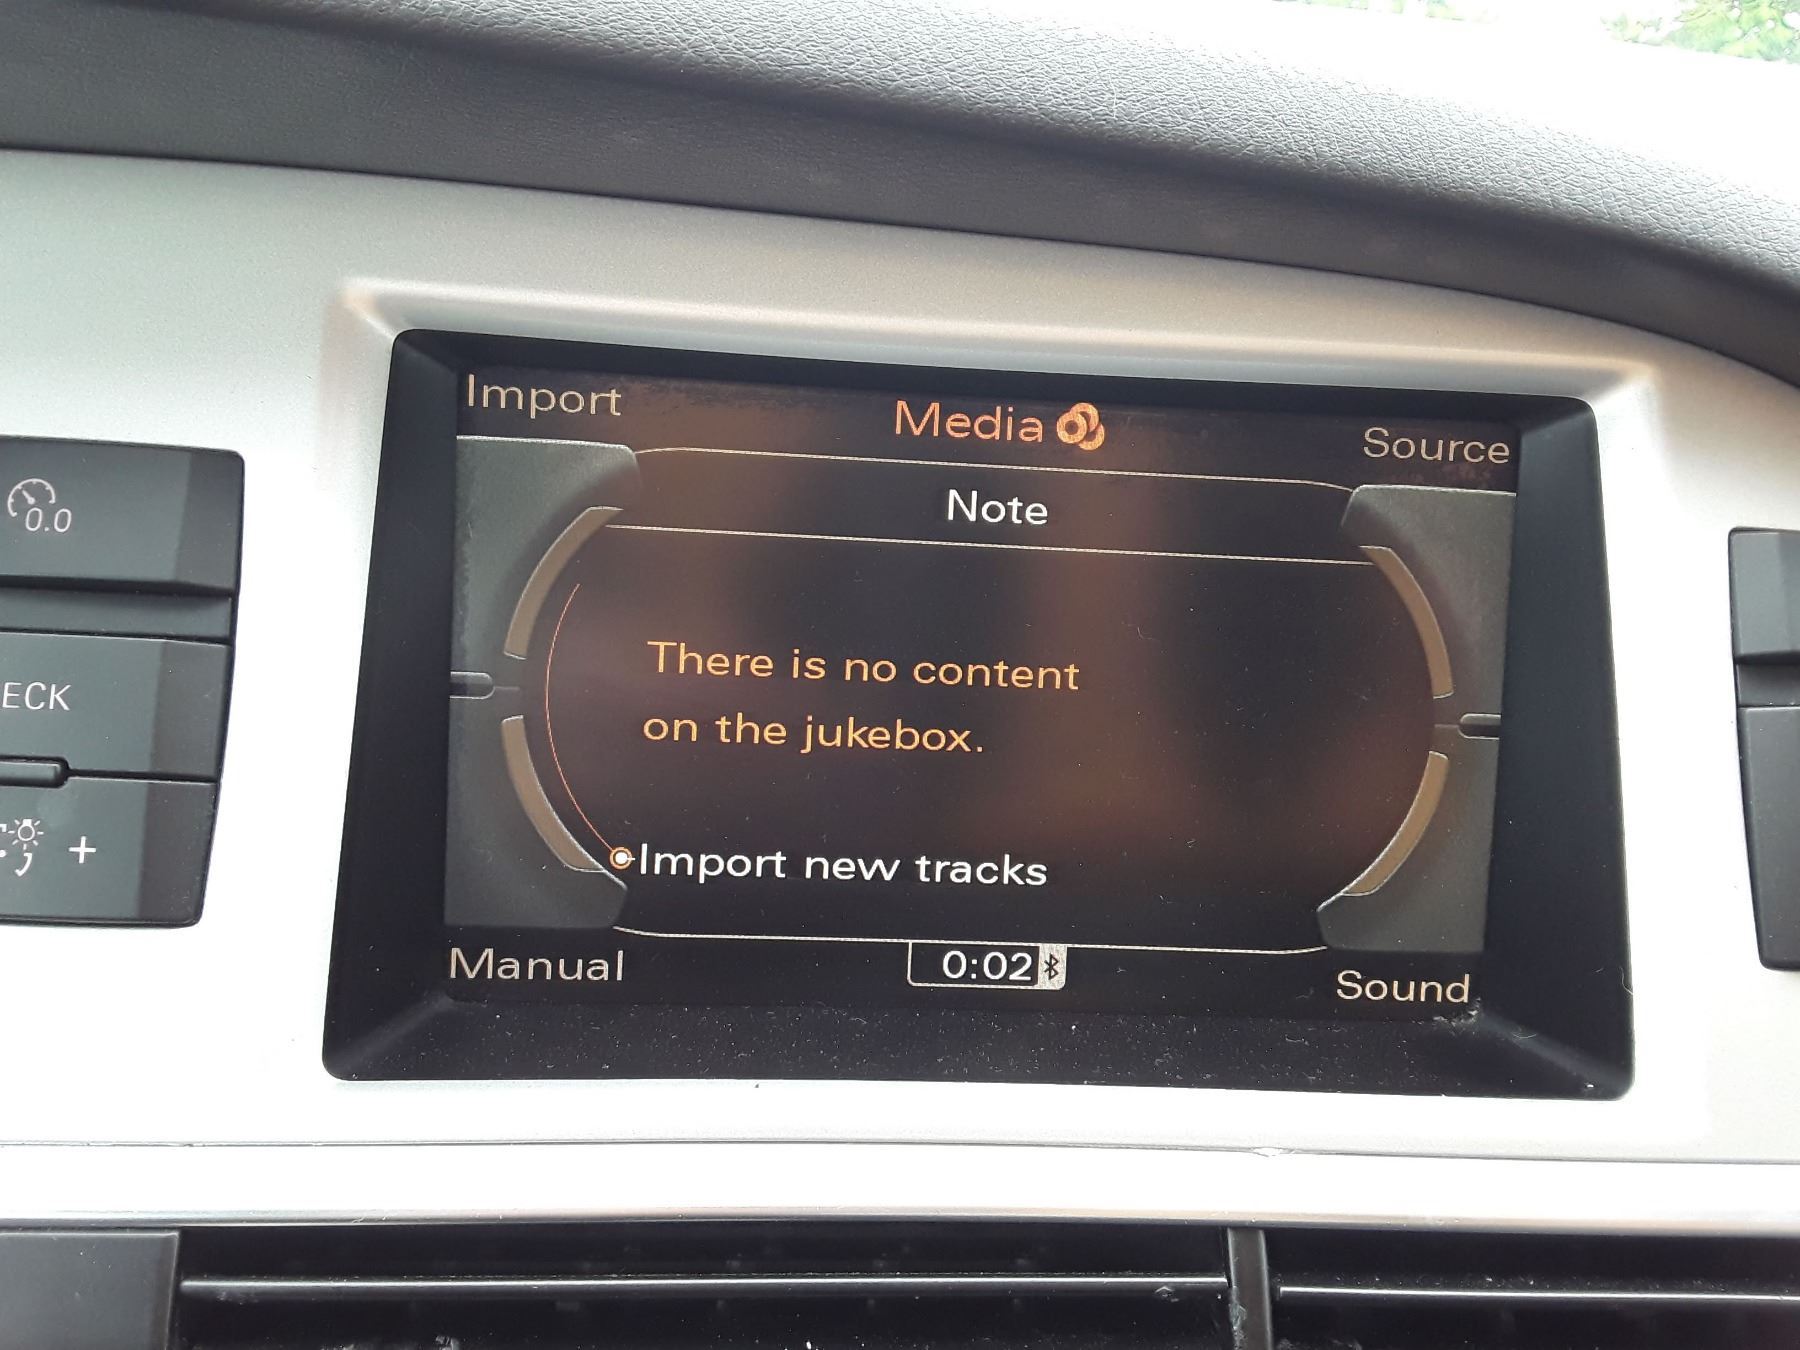 Import
Media
Source
Note
0.0
There is no content
on the jukebox.
ECK
Import new tracks
+
Manual
0:02
Sound